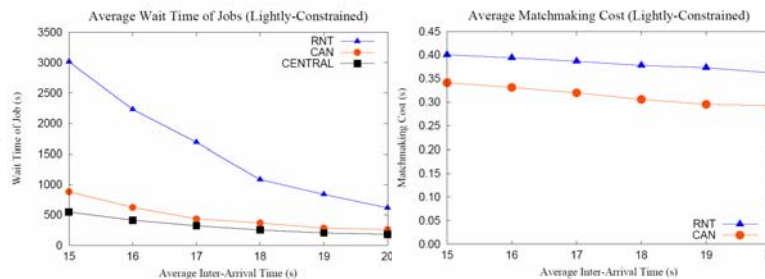 Average Wait Time of Jobs (Lightly-Constrained)
3500
3000
2500
2000
1500
1000
500
0
Wait Time of Job (s)
RNT
CAN
CENTRAL
15 16 17 18 19 20
Average Inter-Arrival Time (s)
Average Matchmaking Cost (Lightly-Constrained)
0.45
0.40
0.35
0.30
0.25
0.20
0.15
0.10
0.05
0.00
Matchmaking Cost (s)
RNT
CAN
15 16 17 18 19
Average Inter-Arrival Time (s)